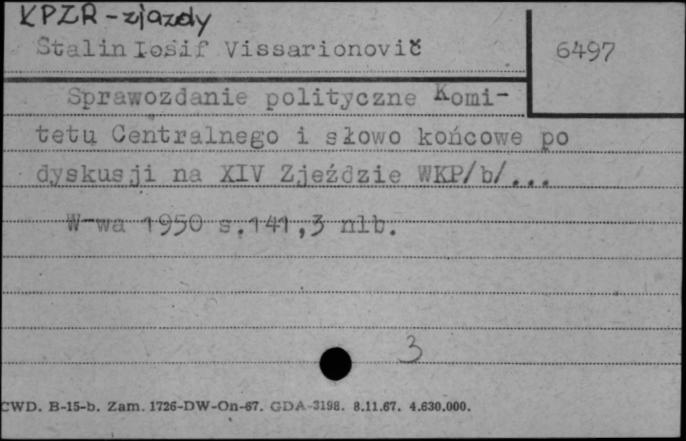 KPZR - zjazdy
Stalin Iosif Vissarionovič 6497
Sprawozdanie polityczne Komi-
tetu Centralnego i słowo końcowe po
dyskusji na XIV Zjeździe WKP/b/...
W-wa 1950 s.141,3 nlb.
3
CWD. B-15-b. Zam. 1726-DW-On-67. GDA-3198. 8.11.67. 4.630.000.